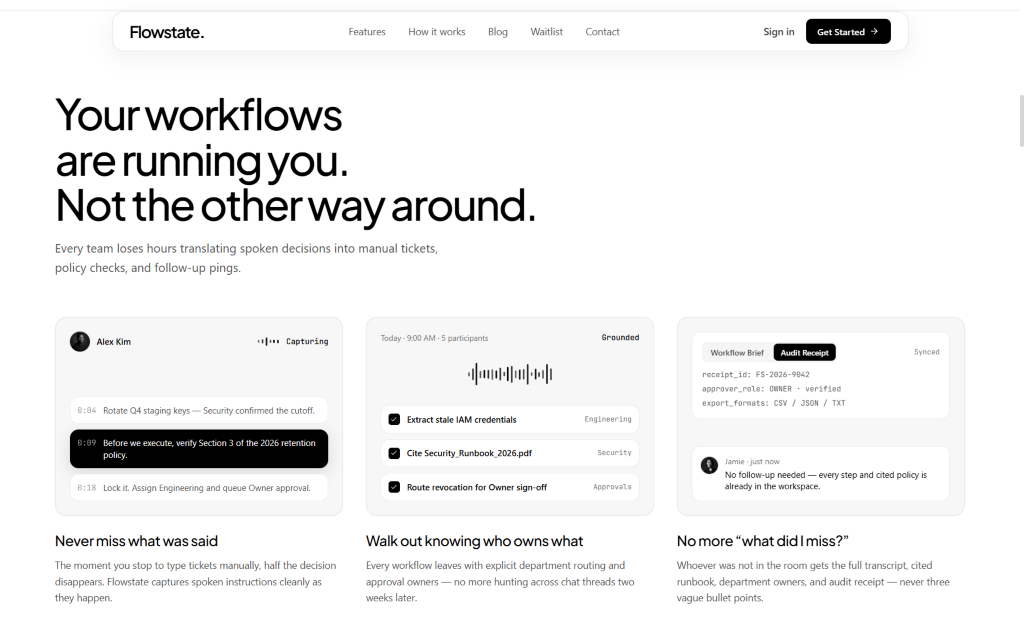 Flowstate.
Features
How it works
Blog
Waitlist
Contact
Sign in
Get Started →
Your workflows
are running you.
Not the other way around.
Every team loses hours translating spoken decisions into manual tickets,
policy checks, and follow-up pings.
Alex Kim
Capturing
0:04 Rotate Q4 staging keys — Security confirmed the cutoff.
0:09 Before we execute, verify Section 3 of the 2026 retention
policy.
0:18 Lock it. Assign Engineering and queue Owner approval.
Never miss what was said
The moment you stop to type tickets manually, half the decision
disappears. Flowstate captures spoken instructions cleanly as
they happen.
Today · 9:00 AM · 5 participants
Grounded
Extract stale IAM credentials
Engineering
Cite Security_Runbook_2026.pdf
Security
Route revocation for Owner sign-off
Approvals
Walk out knowing who owns what
Every workflow leaves with explicit department routing and
approval owners — no more hunting across chat threads two
weeks later.
Workflow Brief
Audit Receipt
Synced
receipt_id: FS-2026-9042
approver_role: OWNER · verified
export_formats: CSV / JSON / TXT
Jamie · just now
No follow-up needed — every step and cited policy is
already in the workspace.
No more “what did I miss?”
Whoever was not in the room gets the full transcript, cited
runbook, department owners, and audit receipt — never three
vague bullet points.